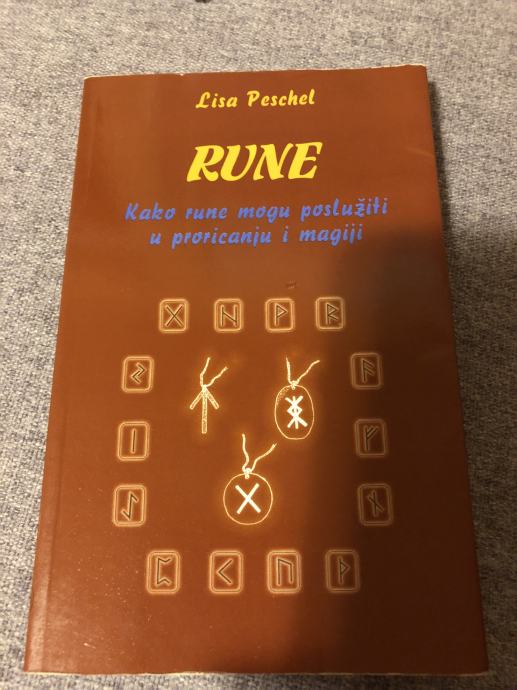 Lisa Peschel
RUNE
Kako rune mogu poslužiti
u proricanju i magiji